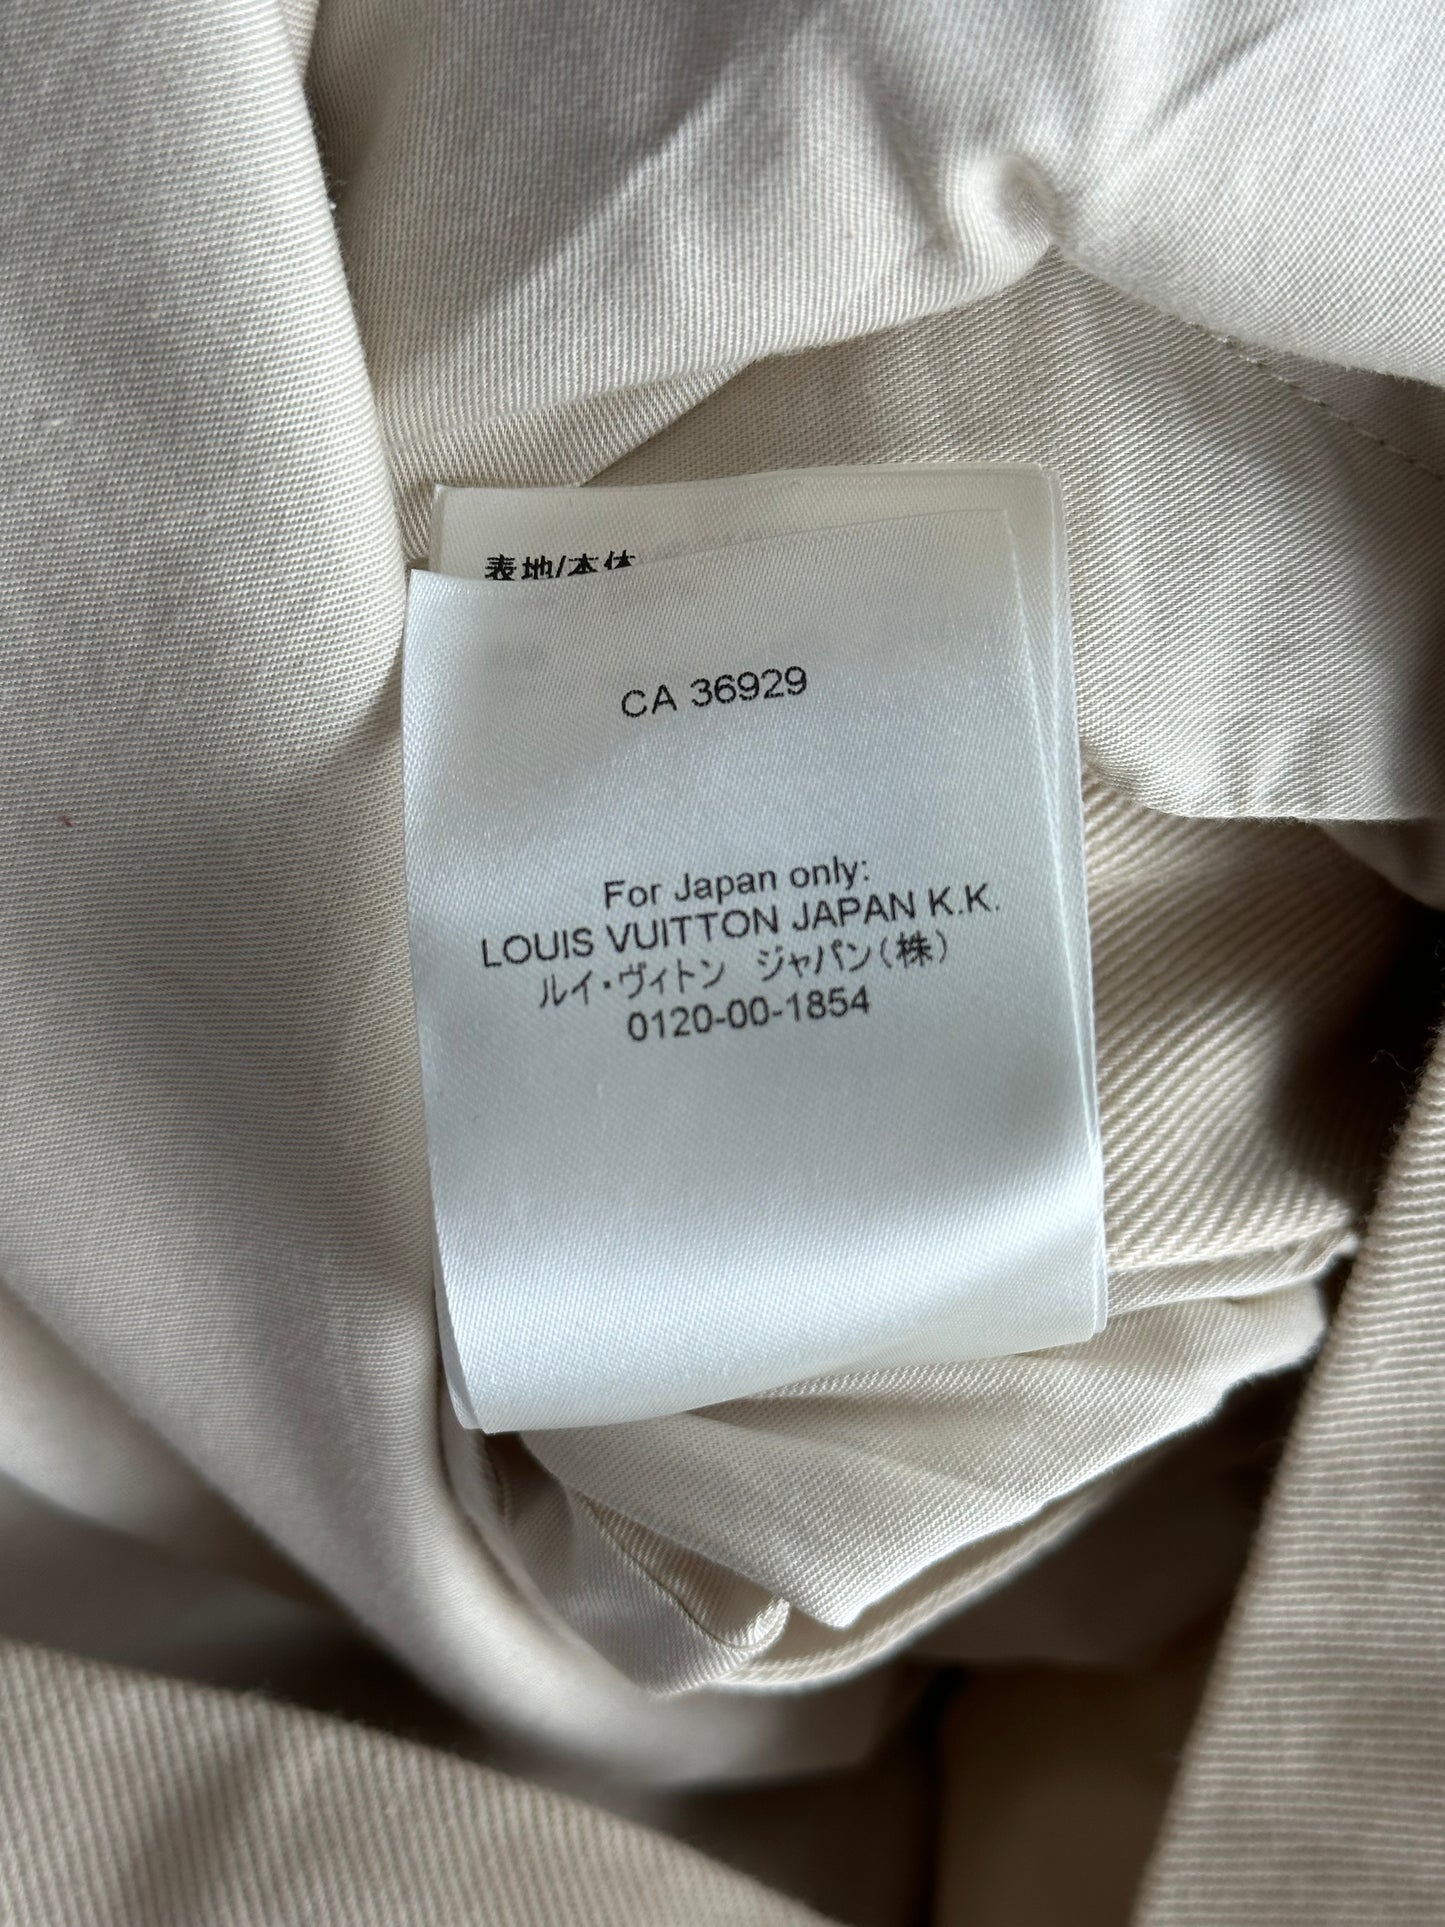 表地/本体
CA 36929
For Japan only:
LOUIS VUITTON JAPAN K.K.
ルイ・ヴィトン ジャパン(株)
0120-00-1854